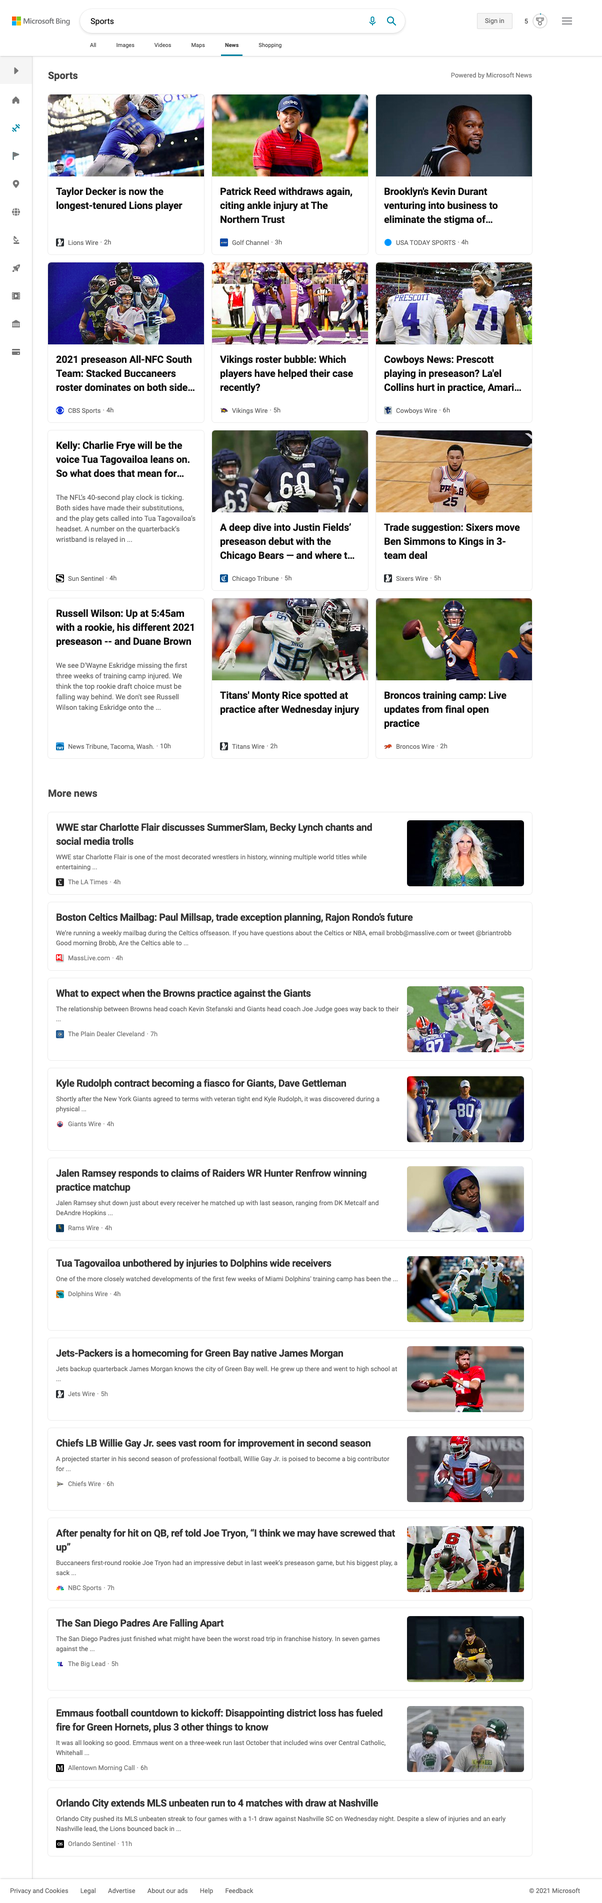 Microsoft Bing
Sports
Sign in
5
All Images Videos Maps News Shopping
Sports
Powered by Microsoft News
Taylor Decker is now the
longest-tenured Lions player
Lions Wire · 2h
Patrick Reed withdraws again,
citing ankle injury at The
Northern Trust
Golf Channel · 3h
Brooklyn's Kevin Durant
venturing into business to
eliminate the stigma of...
USA TODAY SPORTS · 4h
2021 preseason All-NFC South
Team: Stacked Buccaneers
roster dominates on both side...
CBS Sports · 4h
Vikings roster bubble: Which
players have helped their case
recently?
Vikings Wire · 5h
PRESCOTT
4
71
Cowboys News: Prescott
playing in preseason? La'el
Collins hurt in practice, Amari...
Cowboys Wire · 6h
Kelly: Charlie Frye will be the
voice Tua Tagovailoa leans on.
So what does that mean for...
The NFL's 40-second play clock is ticking.
Both sides have made their substitutions,
and the play gets called into Tua Tagovailoa's
headset. A number on the quarterback's
wristband is relayed in ...
Sun Sentinel · 4h
63
68
A deep dive into Justin Fields'
preseason debut with the
Chicago Bears — and where t...
Chicago Tribune · 5h
PHILA
25
Trade suggestion: Sixers move
Ben Simmons to Kings in 3-
team deal
Sixers Wire · 5h
Russell Wilson: Up at 5:45am
with a rookie, his different 2021
preseason -- and Duane Brown
We see D'Wayne Eskridge missing the first
three weeks of training camp injured. We
think the top rookie draft choice must be
falling way behind. We don't see Russell
Wilson taking Eskridge onto the ...
News Tribune, Tacoma, Wash. · 10h
56
Titans' Monty Rice spotted at
practice after Wednesday injury
Titans Wire · 2h
Broncos training camp: Live
updates from final open
practice
Broncos Wire · 2h
More news
WWE star Charlotte Flair discusses SummerSlam, Becky Lynch chants and
social media trolls
WWE star Charlotte Flair is one of the most decorated wrestlers in history, winning multiple world titles while
entertaining ...
The LA Times · 4h
Boston Celtics Mailbag: Paul Millsap, trade exception planning, Rajon Rondo's future
We're running a weekly mailbag during the Celtics offseason. If you have questions about the Celtics or NBA, email brobb@masslive.com or tweet @briantrobb
Good morning Brobb, Are the Celtics able to ...
MassLive.com · 4h
What to expect when the Browns practice against the Giants
The relationship between Browns head coach Kevin Stefanski and Giants head coach Joe Judge goes way back to their
...
The Plain Dealer Cleveland · 7h
97
Kyle Rudolph contract becoming a fiasco for Giants, Dave Gettleman
Shortly after the New York Giants agreed to terms with veteran tight end Kyle Rudolph, it was discovered during a
physical ...
Giants Wire · 4h
80
Jalen Ramsey responds to claims of Raiders WR Hunter Renfrow winning
practice matchup
Jalen Ramsey shut down just about every receiver he matched up with last season, ranging from DK Metcalf and
DeAndre Hopkins ...
Rams Wire · 4h
Tua Tagovailoa unbothered by injuries to Dolphins wide receivers
One of the more closely watched developments of the first few weeks of Miami Dolphins' training camp has been the ...
Dolphins Wire · 4h
Jets-Packers is a homecoming for Green Bay native James Morgan
Jets backup quarterback James Morgan knows the city of Green Bay well. He grew up there and went to high school at
...
Jets Wire · 5h
Chiefs LB Willie Gay Jr. sees vast room for improvement in second season
A projected starter in his second season of professional football, Willie Gay Jr. is poised to become a big contributor
for ...
Chiefs Wire · 6h
50
After penalty for hit on QB, ref told Joe Tryon, "I think we may have screwed that
up"
Buccaneers first-round rookie Joe Tryon had an impressive debut in last week's preseason game, but his biggest play, a
sack ...
NBC Sports · 7h
6
The San Diego Padres Are Falling Apart
The San Diego Padres just finished what might have been the worst road trip in franchise history. In seven games
against the ...
The Big Lead · 5h
Emmaus football countdown to kickoff: Disappointing district loss has fueled
fire for Green Hornets, plus 3 other things to know
It was all looking so good. Emmaus went on a three-week run last October that included wins over Central Catholic,
Whitehall ...
Allentown Morning Call · 6h
Orlando City extends MLS unbeaten run to 4 matches with draw at Nashville
Orlando City pushed its MLS unbeaten streak to four games with a 1-1 draw against Nashville SC on Wednesday night. Despite a slew of injuries and an early
Nashville lead, the Lions bounced back in ...
Orlando Sentinel · 11h
Privacy and Cookies Legal Advertise About our ads Help Feedback
© 2021 Microsoft